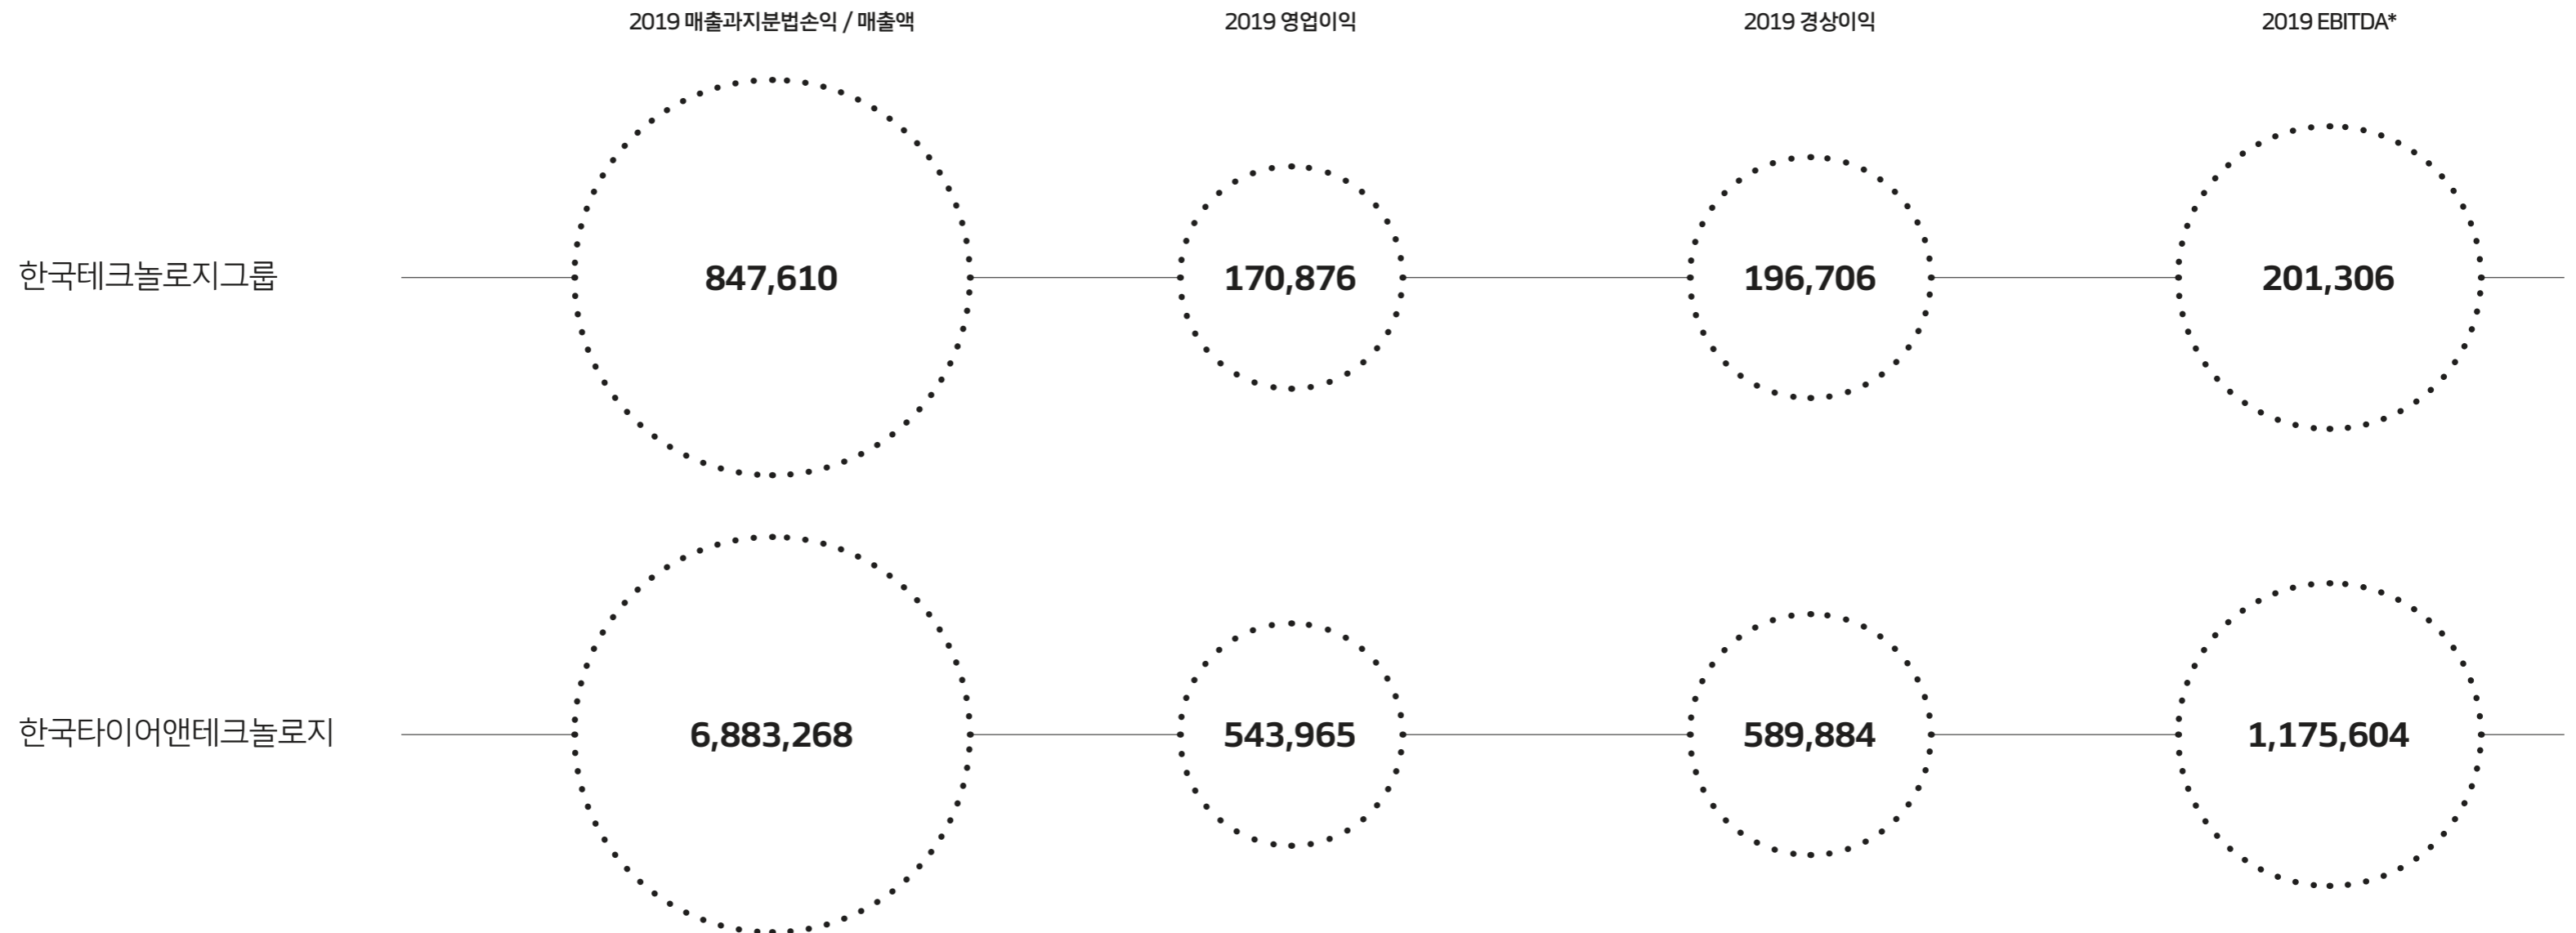 2019 매출과지분법손익 / 매출액 2019 영업이익 2019 경상이익 2019 EBITDA*
한국테크놀로지그룹 847,610 170,876 196,706 201,306
한국타이어앤테크놀로지 6,883,268 543,965 589,884 1,175,604